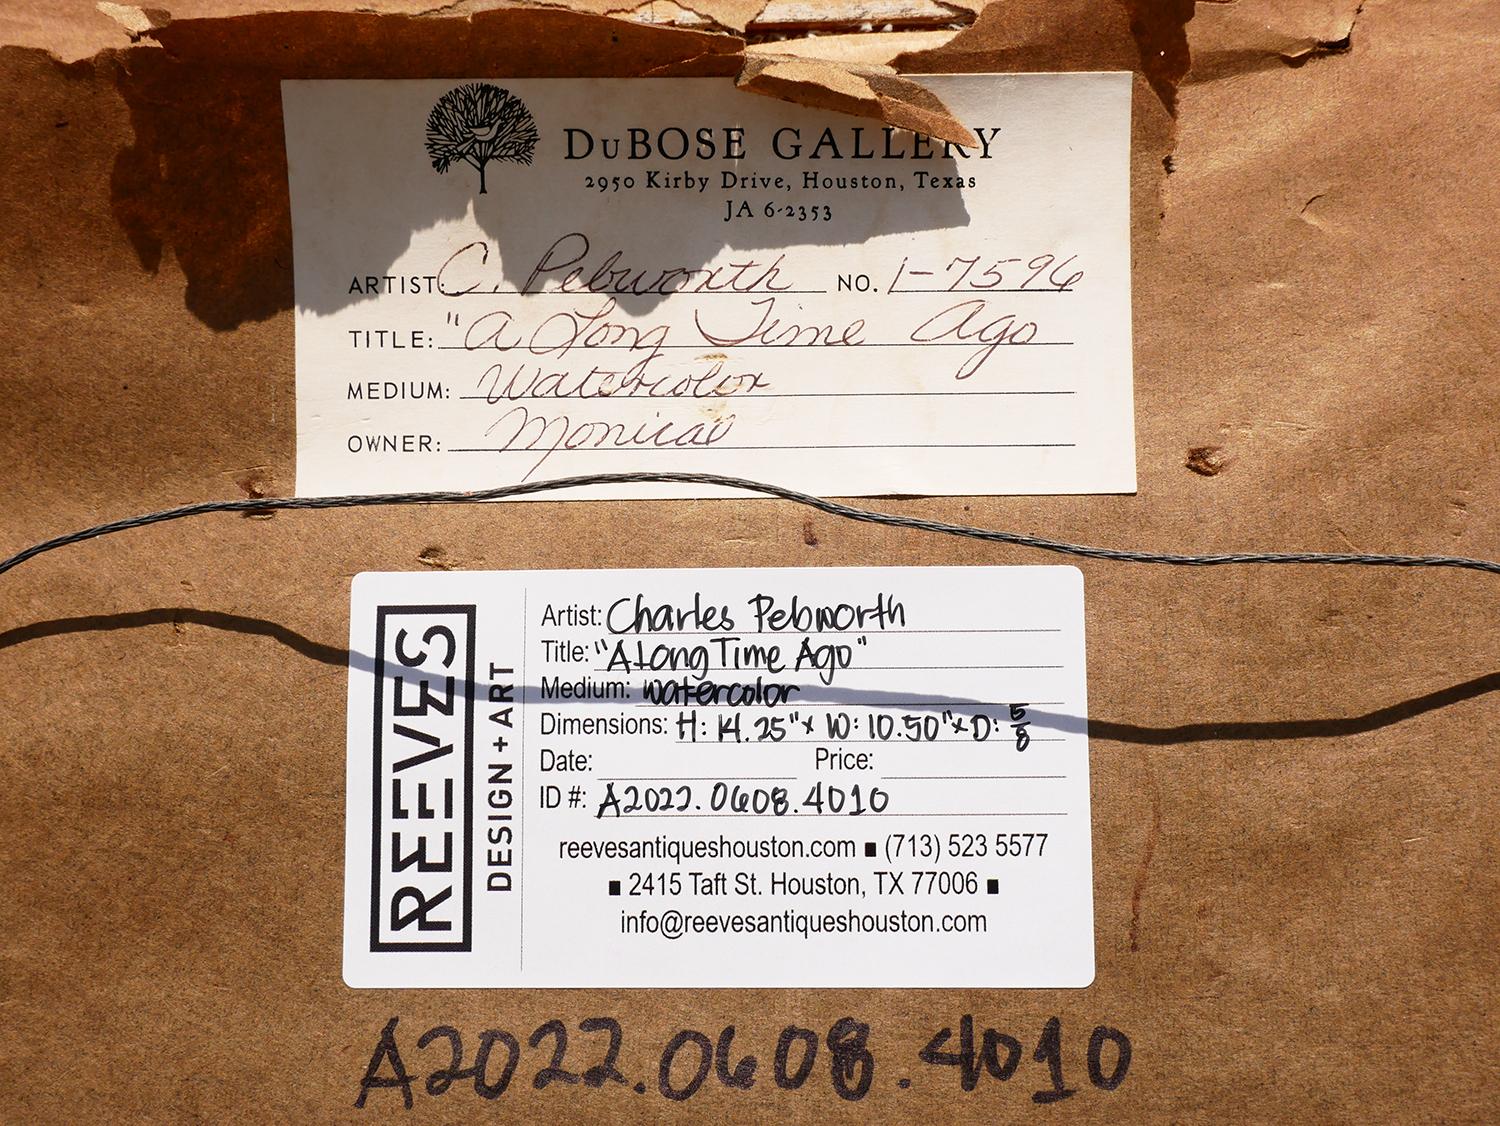 DuBOSE GALLERY
2950 Kirby Drive, Houston, Texas
JA 6-2353
ARTIST: C. Pebworth NO. 1-7596
TITLE: "A Long Time Ago
MEDIUM: Watercolor
OWNER:
REEVES
DESIGN + ART
Artist: Charles Pebworth
Title: "A Long Time Ago"
Medium: watercolor
Dimensions: H: 14.25" x W: 10.50" x D: 5/8
Date: Price:
ID #: A2022.0608.4010
reevesantiqueshouston.com ■ (713) 523 5577
■ 2415 Taft St. Houston, TX 77006 ■
info@reevesantiqueshouston.com
A2022.0608.4010